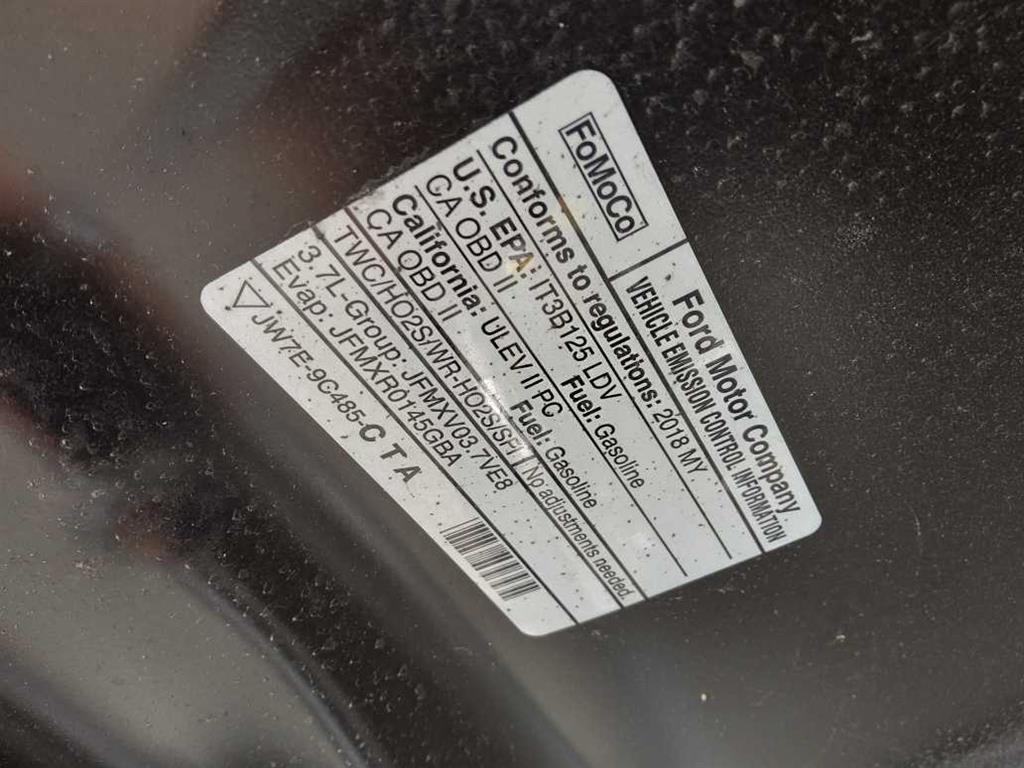 FoMoCo
Ford Motor Company
VEHICLE EMISSION CONTROL INFORMATION
Conforms to regulations: 2018 MY
U.S. EPA: 1T3B125 LDV Fuel: Gasoline
CA OBD II
California: ULEV II PC Fuel: Gasoline
CA OBD II
TWC/HO2S/WR-HO2S/SFI No adjustments needed
3.7L-Group: JFMXV03.7VE8
Evap: JFMXR0145GBA
JW7E-9C485-C T A